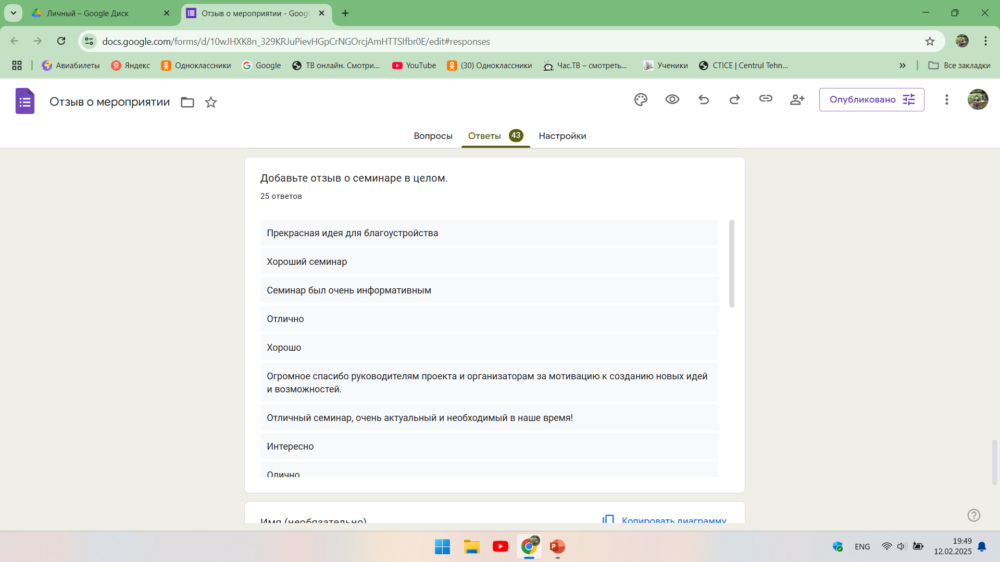 Личный – Google Диск
Отзыв о мероприятии - Goog
docs.google.com/forms/d/10wJHXK8n_329KRJuPievHGpCrNGOrcjAmHTTSIfbr0E/edit#responses
Авиабилеты
Яндекс
Одноклассники
Google
ТВ онлайн. Смотри...
YouTube
(30) Одноклассники
Час.ТВ – смотреть...
Ученики
CTICE | Centrul Tehn...
Все закладки
Отзыв о мероприятии
Опубликовано
Вопросы
Ответы 43
Настройки
Добавьте отзыв о семинаре в целом.
25 ответов
Прекрасная идея для благоустройства
Хороший семинар
Семинар был очень информативным
Отлично
Хорошо
Огромное спасибо руководителям проекта и организаторам за мотивацию к созданию новых идей
и возможностей.
Отличный семинар, очень актуальный и необходимый в наше время!
Интересно
Олично
Имя (необязательно)
Копировать диаграмму
ENG
19:49
12.02.2025